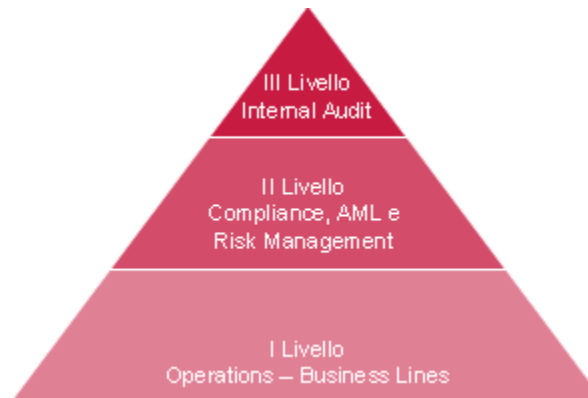 III Livello
Internal Audit
II Livello
Compliance, AML e
Risk Management
I Livello
Operations – Business Lines